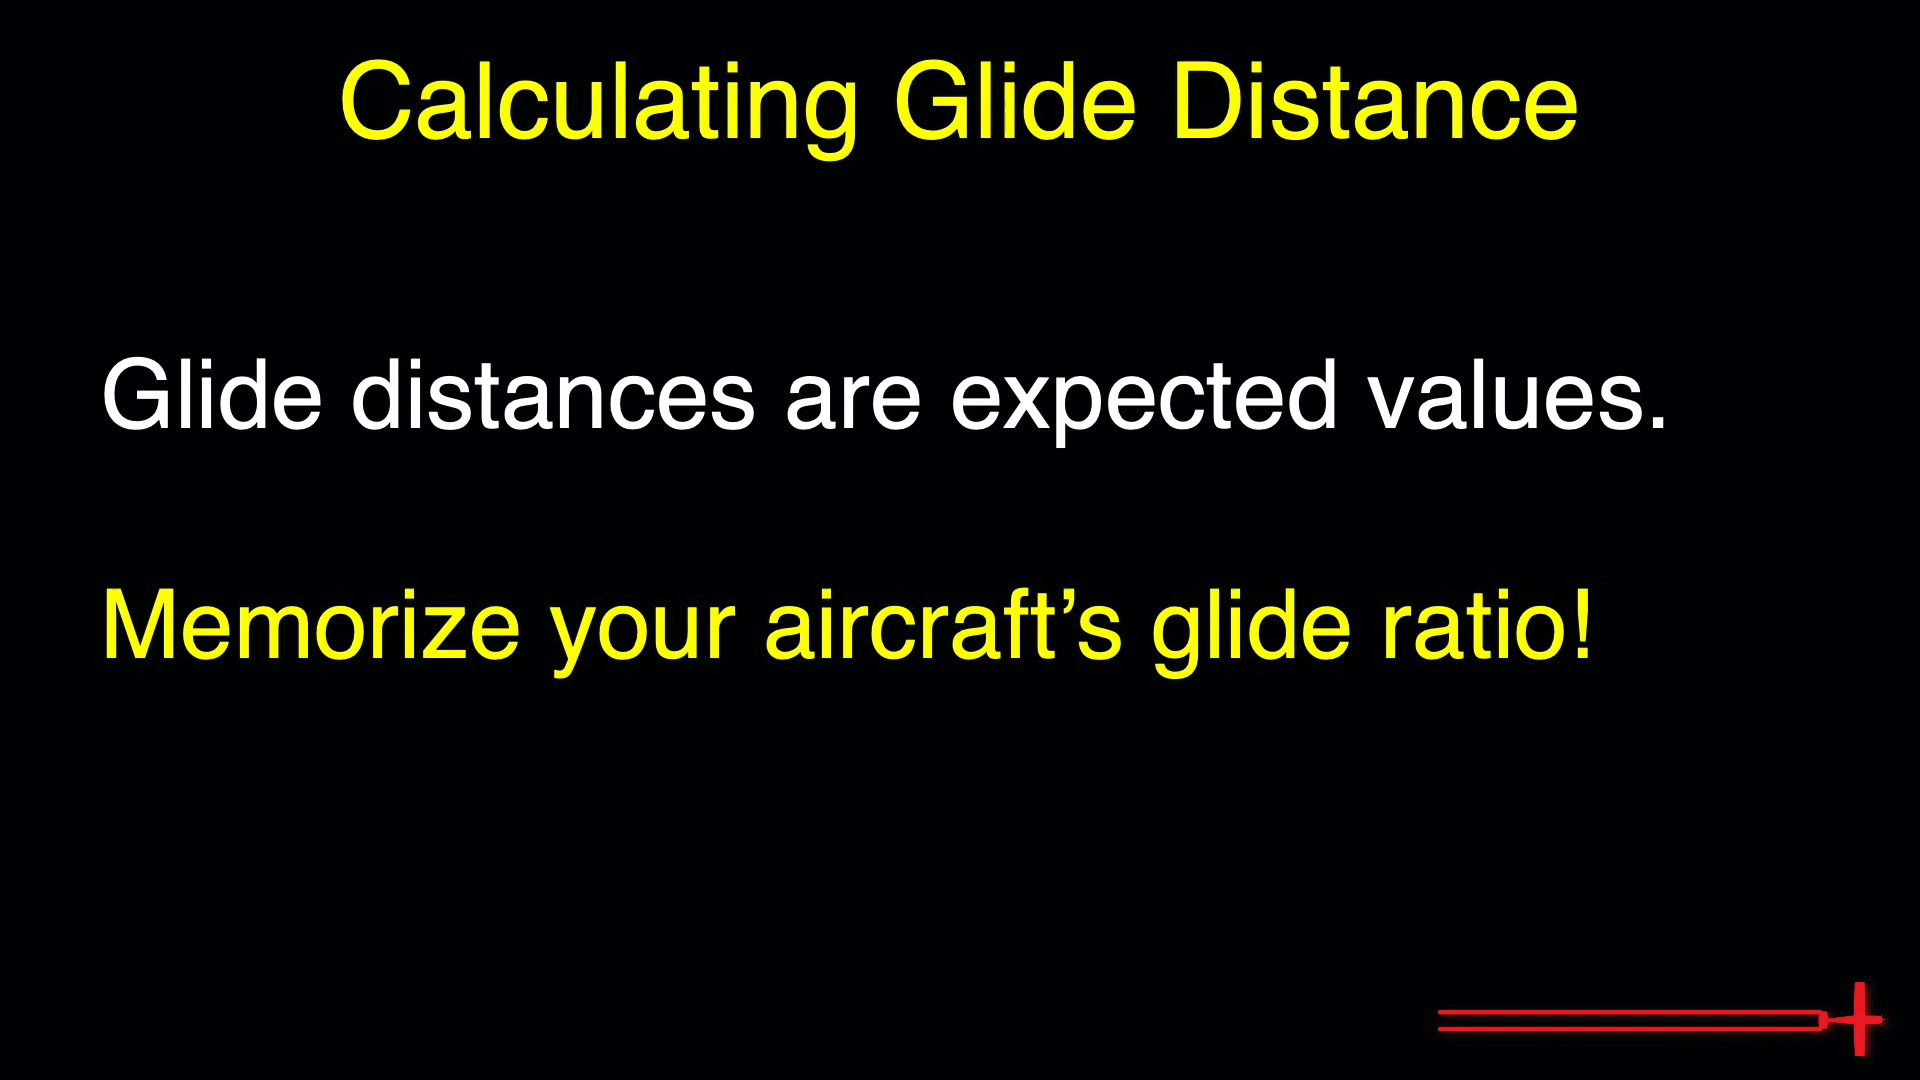 Calculating Glide Distance
Glide distances are expected values.
Memorize your aircraft’s glide ratio!